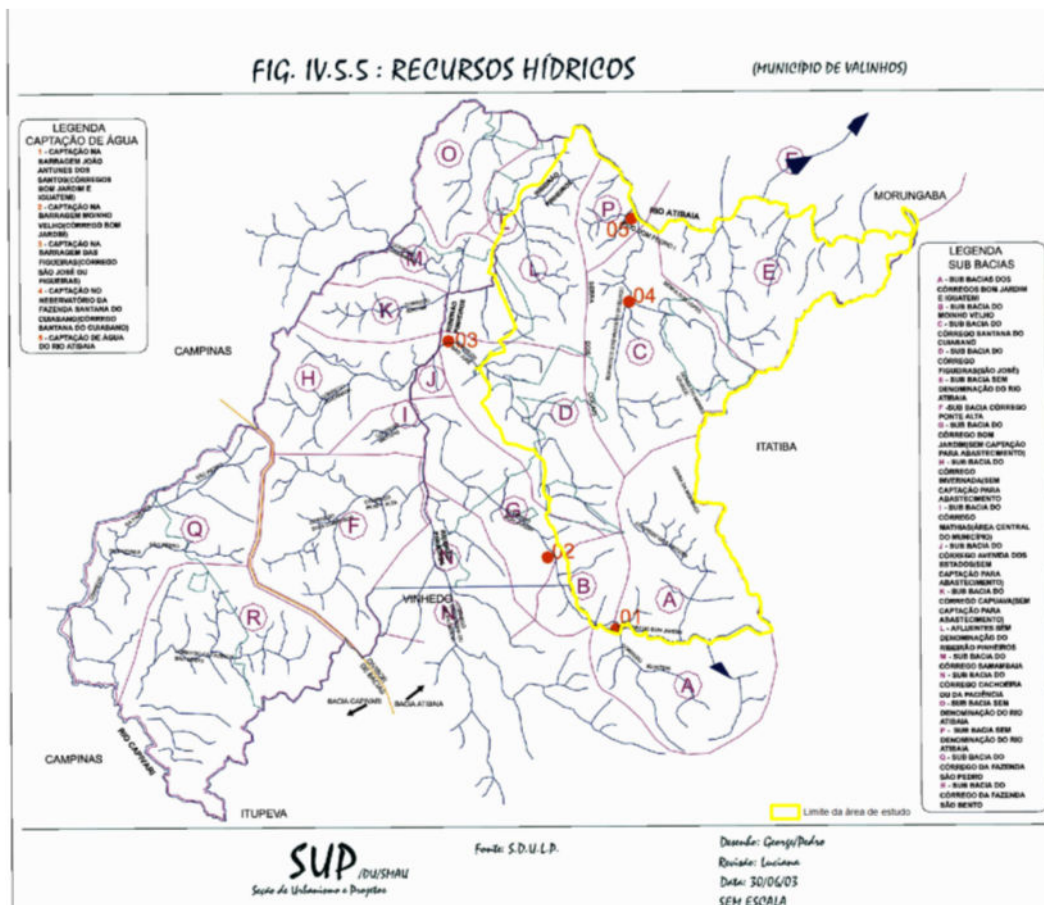 FIG. IV.5.5 : RECURSOS HÍDRICOS
(MUNICÍPIO DE VALINHOS)
LEGENDA
CAPTAÇÃO DE ÁGUA
1 - CAPTAÇÃO NA
BARRAGEM JOÃO
ANTUNES DOS
SANTOS(CÓRREGOS
BOM JARDIM E
IGUATEMI)
2 - CAPTAÇÃO NA
BARRAGEM MOINHO
VELHO(CÓRREGO BOM
JARDIM)
3 - CAPTAÇÃO NA
BARRAGEM DAS
FIGUEIRAS(CÓRREGO
SÃO JOSÉ OU
FIGUEIRAS)
4 - CAPTAÇÃO NO
RESERVATÓRIO DA
FAZENDA SANTANA DO
CUIABANO(CÓRREGO
SANTANA DO CUIABANO)
5 - CAPTAÇÃO DE ÁGUA
DO RIO ATIBAIA
O
E
MORUNGABA
P
RIO ATIBAIA
05
L
M
E
K
04
03
C
CAMPINAS
H
J
I
D
ITATIBA
Q
F
G
N
02
B
A
VINHEDO
R
N
01
A
DIVISOR
DE BACIAS
BACIA CAPIVARI
BACIA ATIBAIA
RIO CAPIVARI
CAMPINAS
ITUPEVA
LEGENDA
SUB BACIAS
A - SUB BACIAS DOS
CÓRREGOS BOM JARDIM
E IGUATEMI
B - SUB BACIA DO
MOINHO VELHO
C - SUB BACIA DO
CÓRREGO SANTANA DO
CUIABANO
D - SUB BACIA DO
CÓRREGO
FIGUEIRAS(SÃO JOSÉ)
E - SUB BACIA SEM
DENOMINAÇÃO DO RIO
ATIBAIA
F -SUB BACIA CÓRREGO
PONTE ALTA
G - SUB BACIA DO
CÓRREGO BOM
JARDIM(SEM CAPTAÇÃO
PARA ABASTECIMENTO)
H - SUB BACIA DO
CÓRREGO
INVERNADA(SEM
CAPTAÇÃO PARA
ABASTECIMENTO
I - SUB BACIA DO
CÓRREGO
MATHIAS(ÁREA CENTRAL
DO MUNICÍPIO)
J - SUB BACIA DO
CÓRREGO AVENIDA DOS
ESTADOS(SEM
CAPTAÇÃO PARA
ABASTECIMENTO)
K - SUB BACIA DO
CÓRREGO CAPUAVA(SEM
CAPTAÇÃO PARA
ABASTECIMENTO)
L - AFLUENTES SEM
DENOMINAÇÃO DO
RIBEIRÃO PINHEIROS
M - SUB BACIA DO
CÓRREGO SAMAMBAIA
N - SUB BACIA DO
CÓRREGO CACHOEIRA
OU DA PACIÊNCIA
O - SUB BACIA SEM
DENOMINAÇÃO DO RIO
ATIBAIA
P - SUB BACIA SEM
DENOMINAÇÃO DO RIO
ATIBAIA
Q - SUB BACIA DO
CÓRREGO DA FAZENDA
SÃO PEDRO
R - SUB BACIA DO
CÓRREGO DA FAZENDA
SÃO BENTO
Limite da área de estudo
SUP /DU/SMAU
Seção de Urbanismo e Projetos
Fonte: S.D.U.L.P.
Desenho: George/Pedro
Revisão: Luciana
Data: 30/06/03
SEM ESCALA